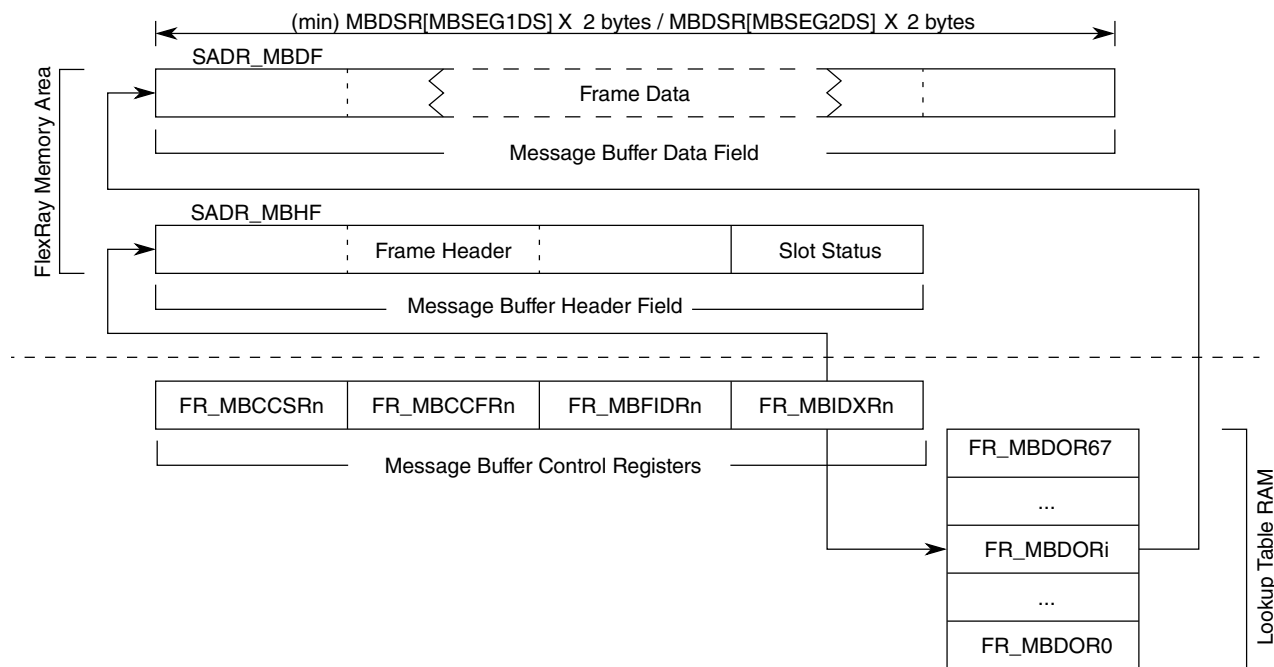 (min) MBDSR[MBSEG1DS] X 2 bytes / MBDSR[MBSEG2DS] X 2 bytes
SADR_MBDF
Frame Data
Message Buffer Data Field
FlexRay Memory Area
SADR_MBHF
Frame Header
Slot Status
Message Buffer Header Field
FR_MBCCSRn
FR_MBCCFRn
FR_MBFIDRn
FR_MBIDXRn
Message Buffer Control Registers
FR_MBDOR67
...
FR_MBDORi
...
FR_MBDOR0
Lookup Table RAM